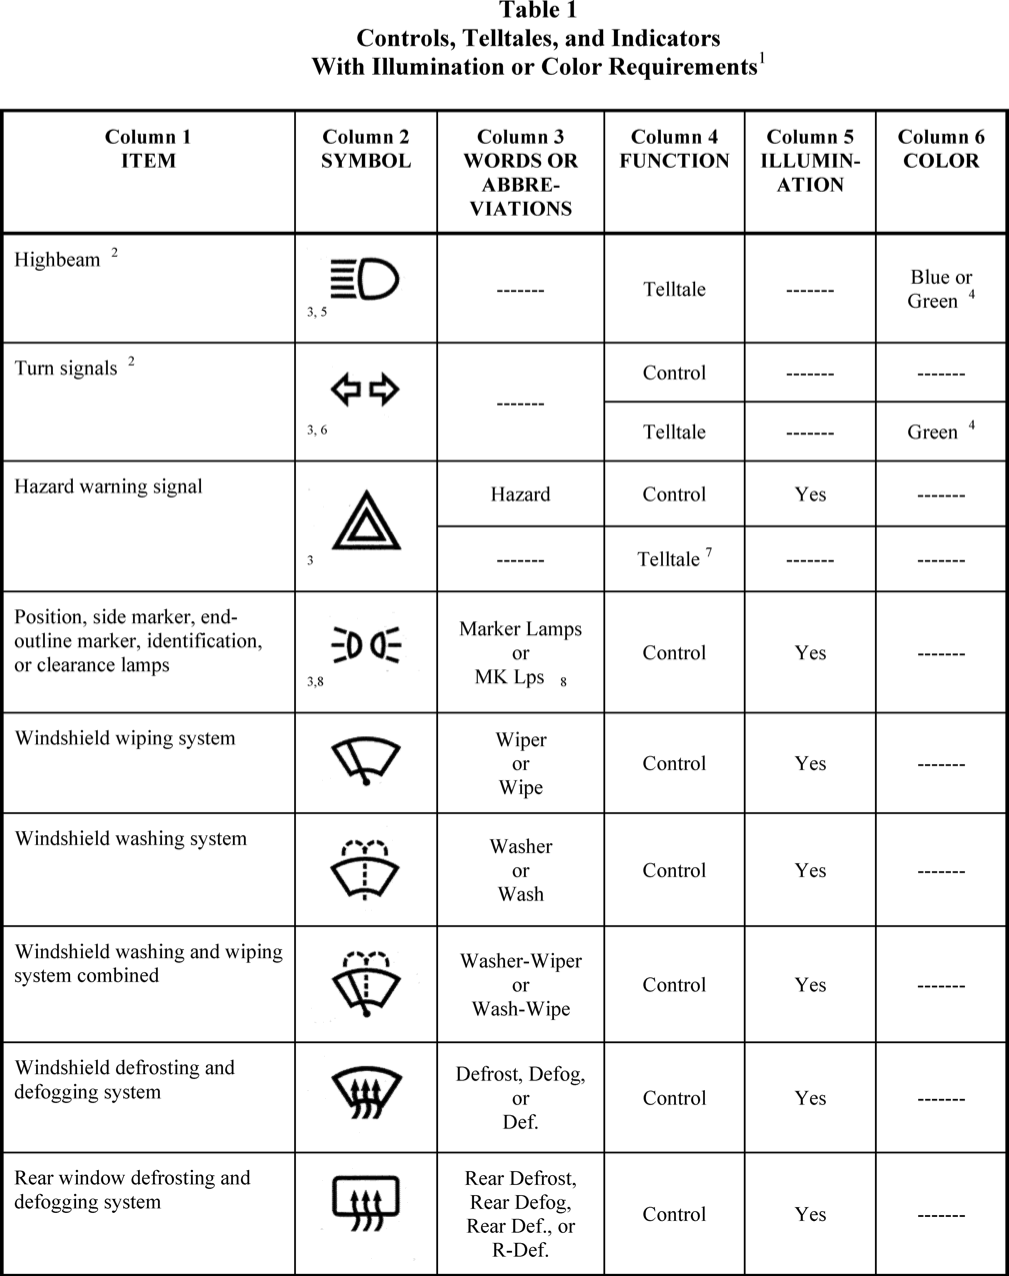 Table 1
Controls, Telltales, and Indicators
With Illumination or Color Requirements1
Column 1
ITEM
Column 2
SYMBOL
Column 3
WORDS OR
ABBRE-
VIATIONS
Column 4
FUNCTION
Column 5
ILLUMIN-
ATION
Column 6
COLOR
Highbeam 2
3, 5
-------
Telltale
-------
Blue or
Green 4
Turn signals 2
3, 6
-------
Control
-------
-------
Telltale
-------
Green 4
Hazard warning signal
3
Hazard
Control
Yes
-------
-------
Telltale 7
-------
-------
Position, side marker, end-
outline marker, identification,
or clearance lamps
3,8
Marker Lamps
or
MK Lps 8
Control
Yes
-------
Windshield wiping system
Wiper
or
Wipe
Control
Yes
-------
Windshield washing system
Washer
or
Wash
Control
Yes
-------
Windshield washing and wiping
system combined
Washer-Wiper
or
Wash-Wipe
Control
Yes
-------
Windshield defrosting and
defogging system
Defrost, Defog,
or
Def.
Control
Yes
-------
Rear window defrosting and
defogging system
Rear Defrost,
Rear Defog,
Rear Def., or
R-Def.
Control
Yes
-------